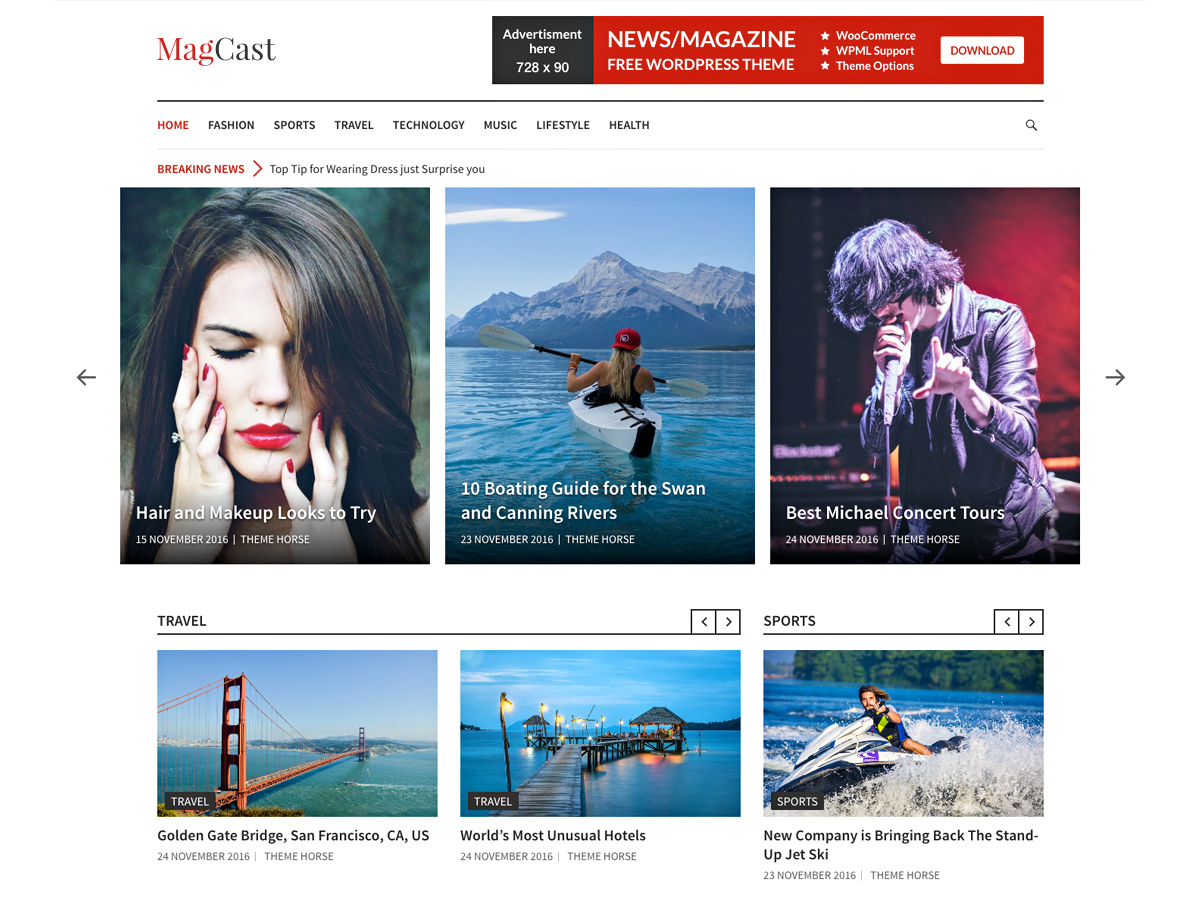 MagCast
Advertisment
here
728 x 90
NEWS/MAGAZINE
FREE WORDPRESS THEME
WooCommerce
WPML Support
Theme Options
DOWNLOAD
HOME FASHION SPORTS TRAVEL TECHNOLOGY MUSIC LIFESTYLE HEALTH
BREAKING NEWS Top Tip for Wearing Dress just Surprise you
Hair and Makeup Looks to Try
15 NOVEMBER 2016 | THEME HORSE
10 Boating Guide for the Swan
and Canning Rivers
23 NOVEMBER 2016 | THEME HORSE
Blackstar
Best Michael Concert Tours
24 NOVEMBER 2016 | THEME HORSE
TRAVEL
TRAVEL
Golden Gate Bridge, San Francisco, CA, US
24 NOVEMBER 2016 | THEME HORSE
TRAVEL
World's Most Unusual Hotels
24 NOVEMBER 2016 | THEME HORSE
SPORTS
SPORTS
New Company is Bringing Back The Stand-
Up Jet Ski
23 NOVEMBER 2016 | THEME HORSE